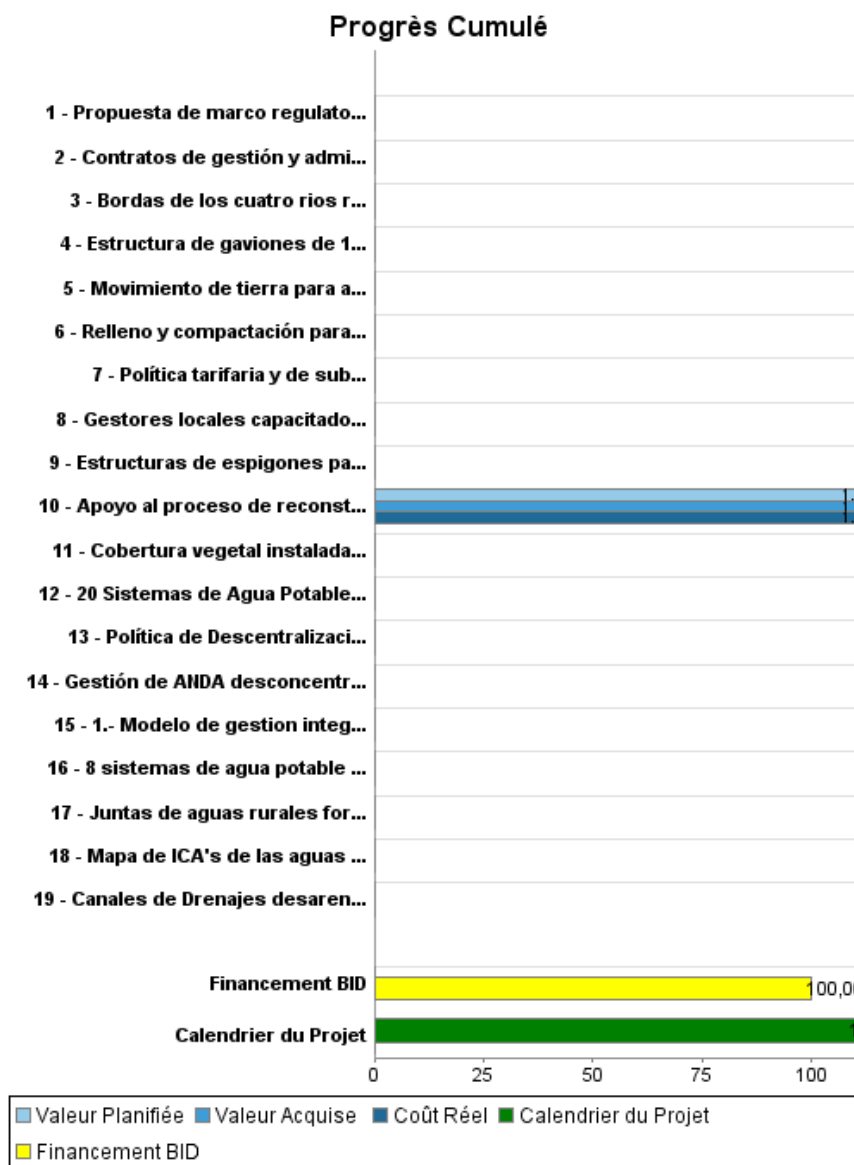 Progrès Cumulé
1 - Propuesta de marco regulato...
2 - Contratos de gestión y admi...
3 - Bordas de los cuatro rios r...
4 - Estructura de gaviones de 1...
5 - Movimiento de tierra para a...
6 - Relleno y compactación para...
7 - Política tarifaria y de sub...
8 - Gestores locales capacitado...
9 - Estructuras de espigones pa...
10 - Apoyo al proceso de reconst...
11 - Cobertura vegetal instalada...
12 - 20 Sistemas de Agua Potable...
13 - Política de Descentralizaci...
14 - Gestión de ANDA desconcentr...
15 - 1.- Modelo de gestion integ...
16 - 8 sistemas de agua potable ...
17 - Juntas de aguas rurales for...
18 - Mapa de ICA's de las aguas ...
19 - Canales de Drenajes desaren...
Financement BID 100,00
Calendrier du Projet
0 25 50 75 100
Valeur Planifiée Valeur Acquise Coût Réel Calendrier du Projet
Financement BID